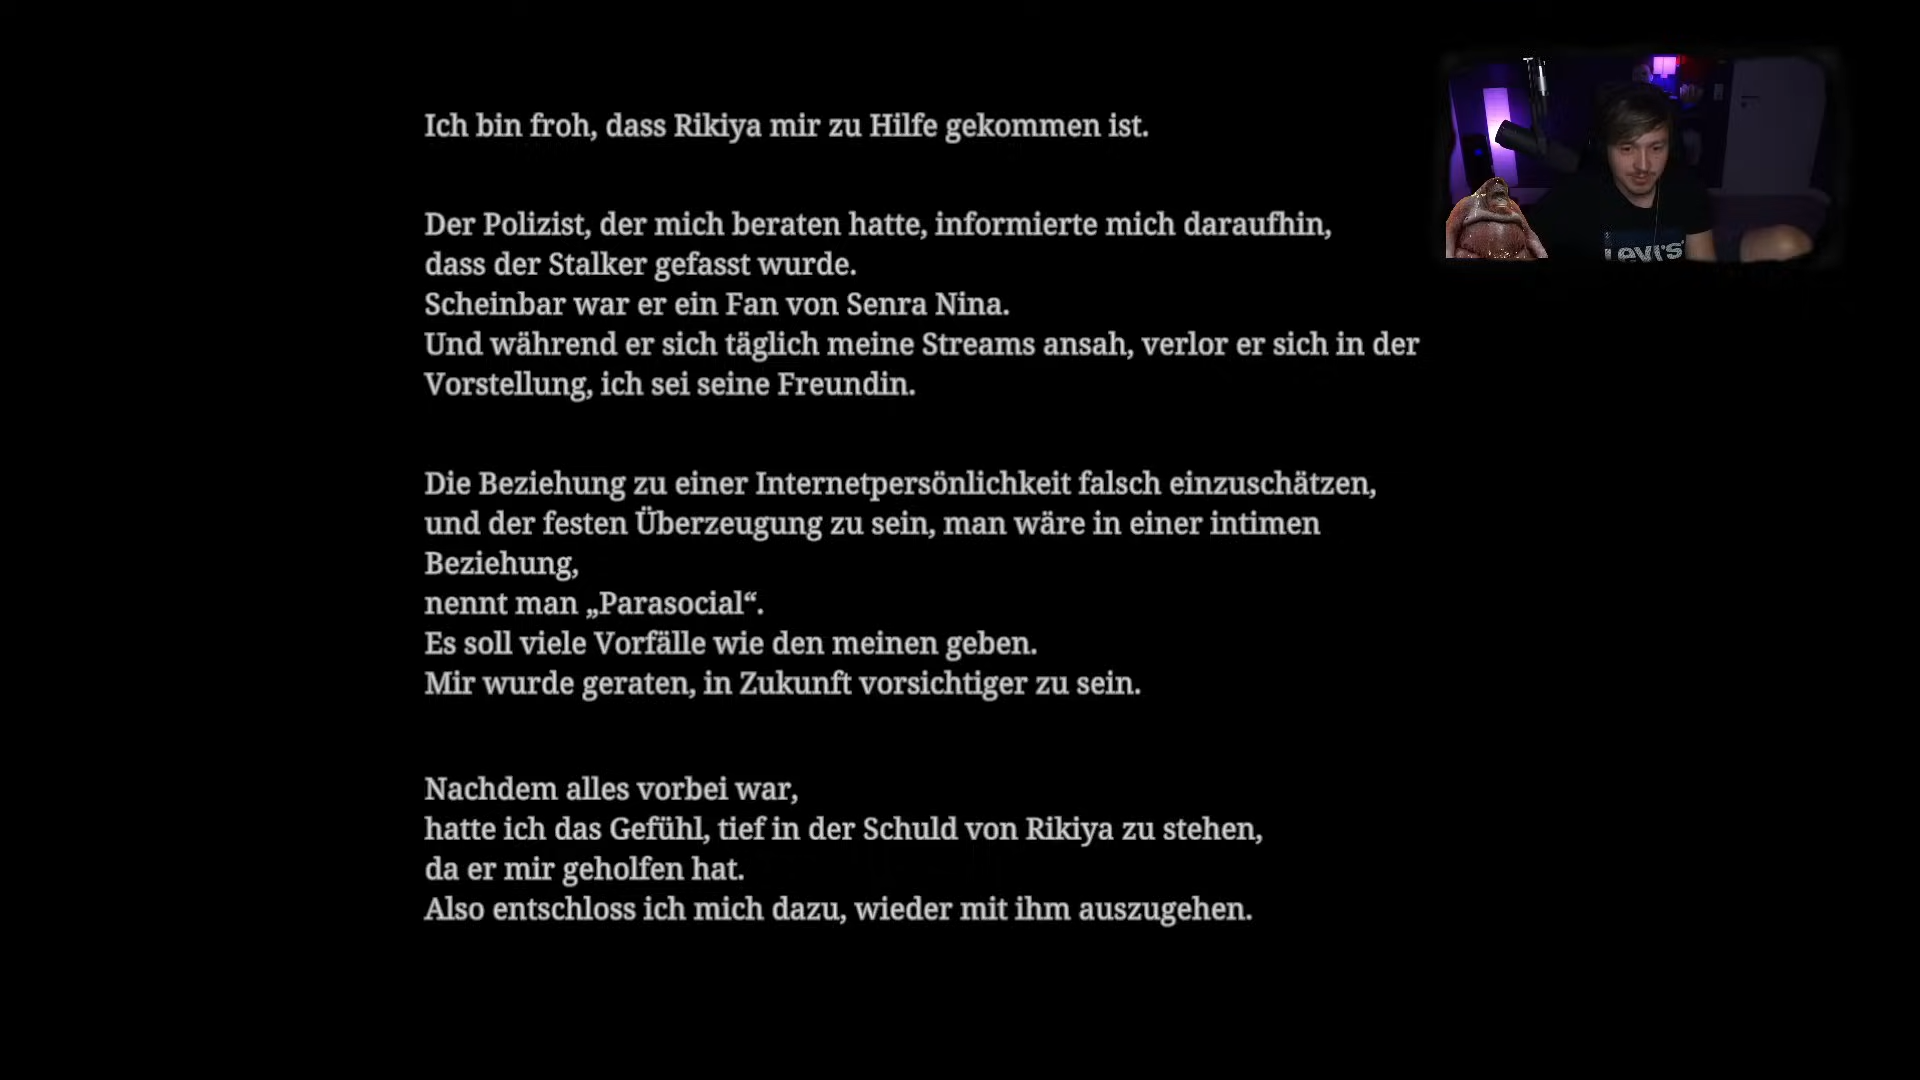 Ich bin froh, dass Rikiya mir zu Hilfe gekommen ist.
Der Polizist, der mich beraten hatte, informierte mich daraufhin,
dass der Stalker gefasst wurde.
Scheinbar war er ein Fan von Senra Nina.
Und während er sich täglich meine Streams ansah, verlor er sich in der
Vorstellung, ich sei seine Freundin.
Die Beziehung zu einer Internetpersönlichkeit falsch einzuschätzen,
und der festen Überzeugung zu sein, man wäre in einer intimen
Beziehung,
nennt man „Parasocial“.
Es soll viele Vorfälle wie den meinen geben.
Mir wurde geraten, in Zukunft vorsichtiger zu sein.
Nachdem alles vorbei war,
hatte ich das Gefühl, tief in der Schuld von Rikiya zu stehen,
da er mir geholfen hat.
Also entschloss ich mich dazu, wieder mit ihm auszugehen.
Levi's